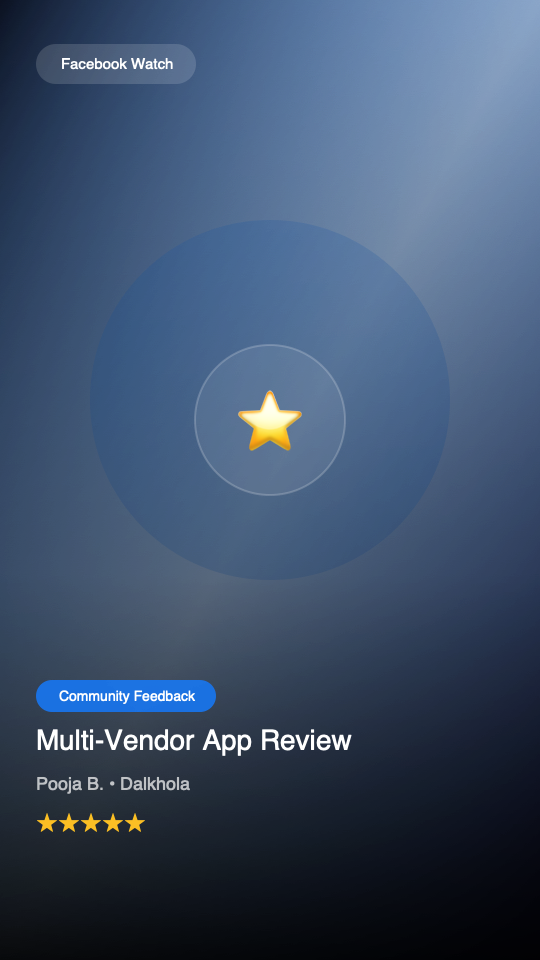 Facebook Watch
Community Feedback
Multi-Vendor App Review
Pooja B. • Dalkhola
★★★★★